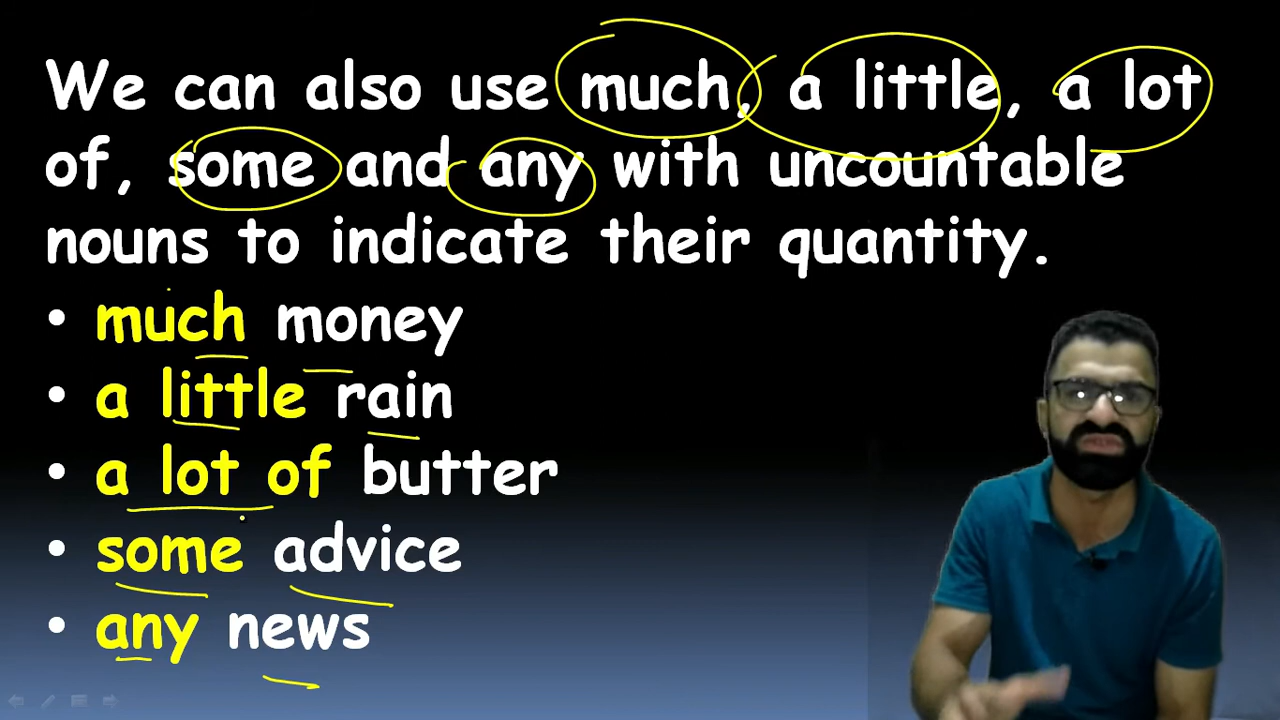 We can also use much, a little, a lot
of, some and any with uncountable
nouns to indicate their quantity.
• much money
• a little rain
• a lot of butter
• some advice
• any news